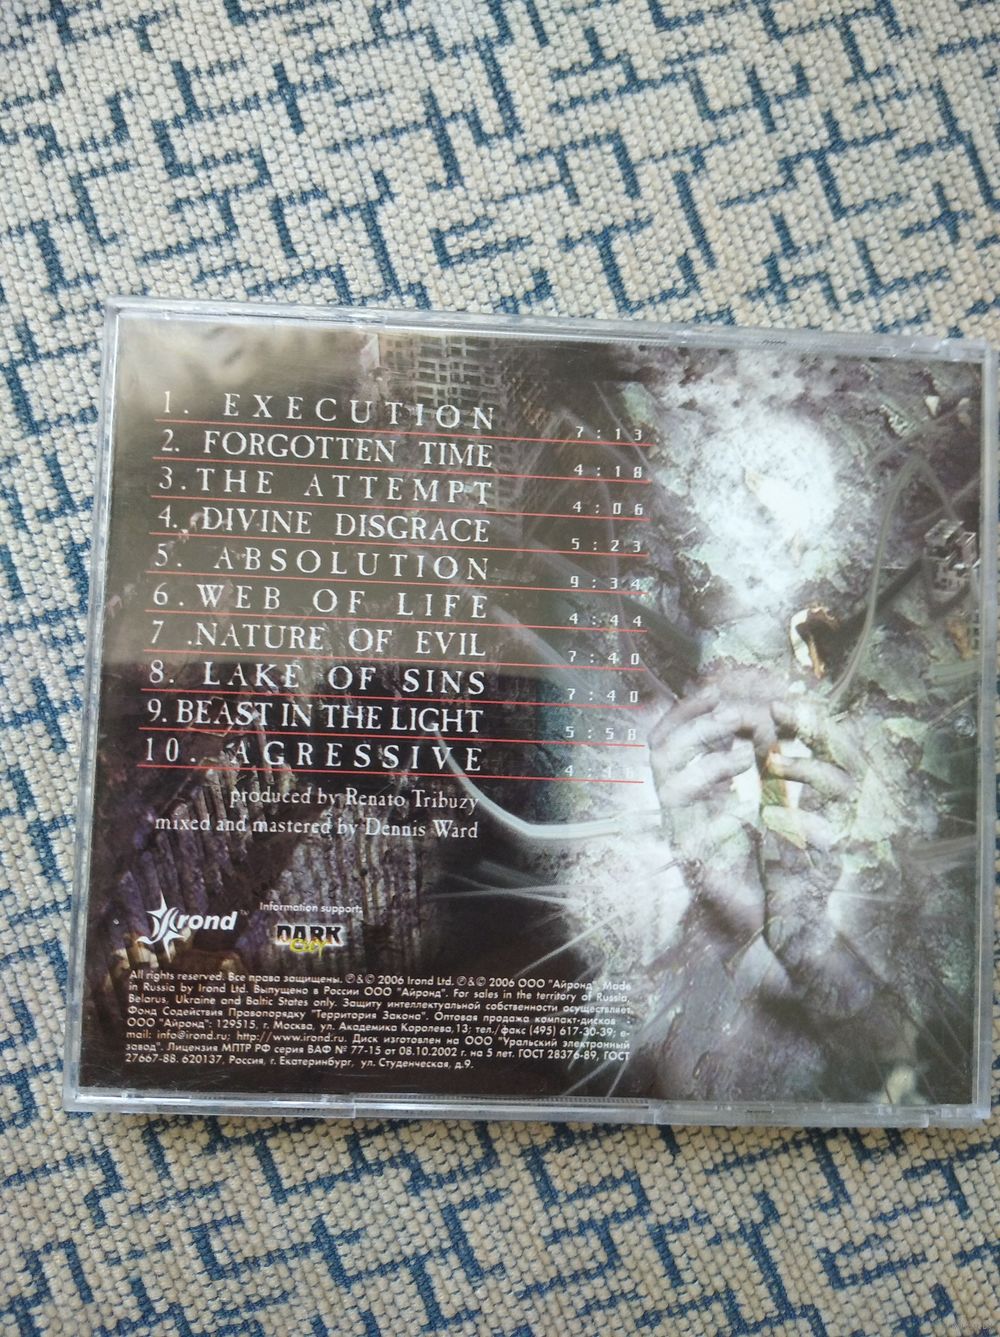 1. EXECUTION 7:13
2. FORGOTTEN TIME 4:18
3. THE ATTEMPT 4:06
4. DIVINE DISGRACE 5:23
5. ABSOLUTION 9:34
6. WEB OF LIFE 4:44
7. NATURE OF EVIL 7:40
8. LAKE OF SINS 7:40
9. BEAST IN THE LIGHT 5:58
10. AGRESSIVE
produced by Renato Tribuzy
mixed and mastered by Dennis Ward
Irond™
Information support:
DARK
City
All rights reserved. Все права защищены. ℗&© 2006 Irond Ltd. ℗&© 2006 ООО "Айронд". Made
in Russia by Irond Ltd. Выпущено в России ООО "Айронд". For sales in the territory of Russia,
Belarus, Ukraine and Baltic States only. Защиту интеллектуальной собственности осуществляет
Фонд Содействия Правопорядку "Территория Закона". Оптовая продажа компакт-дисков -
ООО "Айронд": 129515, г. Москва, ул. Академика Королева,13; тел./факс (495) 617-30-39; e-
mail: info@irond.ru; http://www.irond.ru. Диск изготовлен на ООО "Уральский электронный
завод". Лицензия МПТР РФ серия ВАФ № 77-15 от 08.10.2002 г. на 5 лет. ГОСТ 28376-89, ГОСТ
27667-88. 620137, Россия, г. Екатеринбург, ул. Студенческая, д.9.